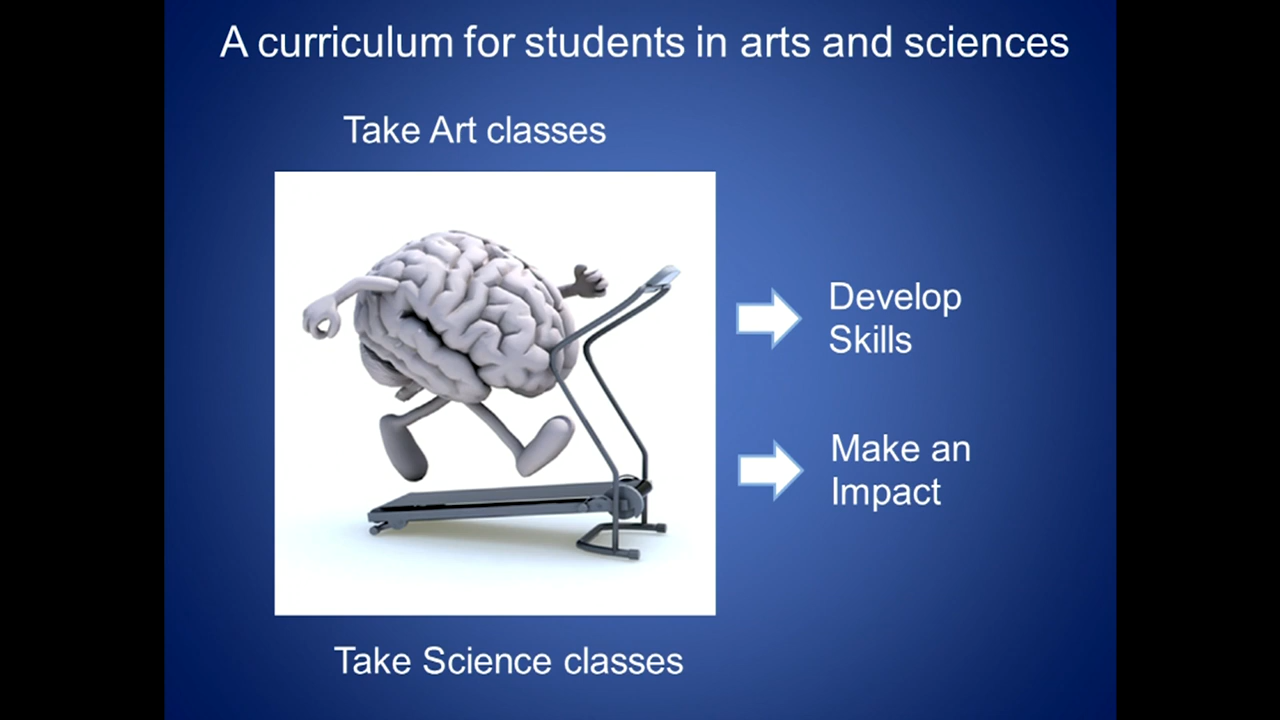 A curriculum for students in arts and sciences
Take Art classes
Develop
Skills
Make an
Impact
Take Science classes